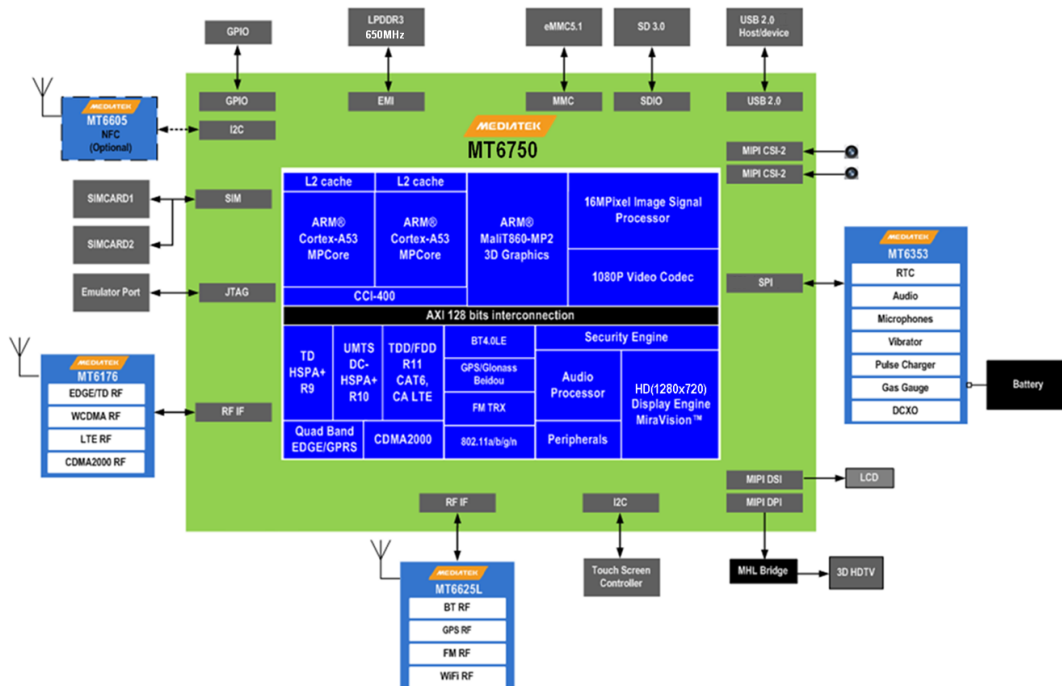 GPIO
LPDDR3
650MHz
eMMC5.1
SD 3.0
USB 2.0
Host/device
GPIO
EMI
MMC
SDIO
USB 2.0
MEDIATEK
MT6605
NFC
(Optional)
I2C
MEDIATEK
MT6750
MIPI CSI-2
MIPI CSI-2
SIMCARD1
SIM
SIMCARD2
Emulator Port
JTAG
L2 cache
L2 cache
ARM®
Cortex-A53
MPCore
ARM®
Cortex-A53
MPCore
ARM®
MaliT860-MP2
3D Graphics
16MPixel Image Signal
Processor
1080P Video Codec
CCI-400
AXI 128 bits interconnection
TD
HSPA+
R9
UMTS
DC-
HSPA+
R10
TDD/FDD
R11
CAT6,
CA LTE
BT4.0LE
GPS/Glonass
Beidou
FM TRX
802.11a/b/g/n
Security Engine
Audio
Processor
HD(1280x720)
Display Engine
MiraVision™
Quad Band
EDGE/GPRS
CDMA2000
Peripherals
SPI
MEDIATEK
MT6353
RTC
Audio
Microphones
Vibrator
Pulse Charger
Gas Gauge
DCXO
Battery
MEDIATEK
MT6176
EDGE/TD RF
WCDMA RF
LTE RF
CDMA2000 RF
RF IF
MIPI DSI
LCD
MIPI DPI
RF IF
I2C
MEDIATEK
MT6625L
BT RF
GPS RF
FM RF
WiFi RF
Touch Screen
Controller
MHL Bridge
3D HDTV